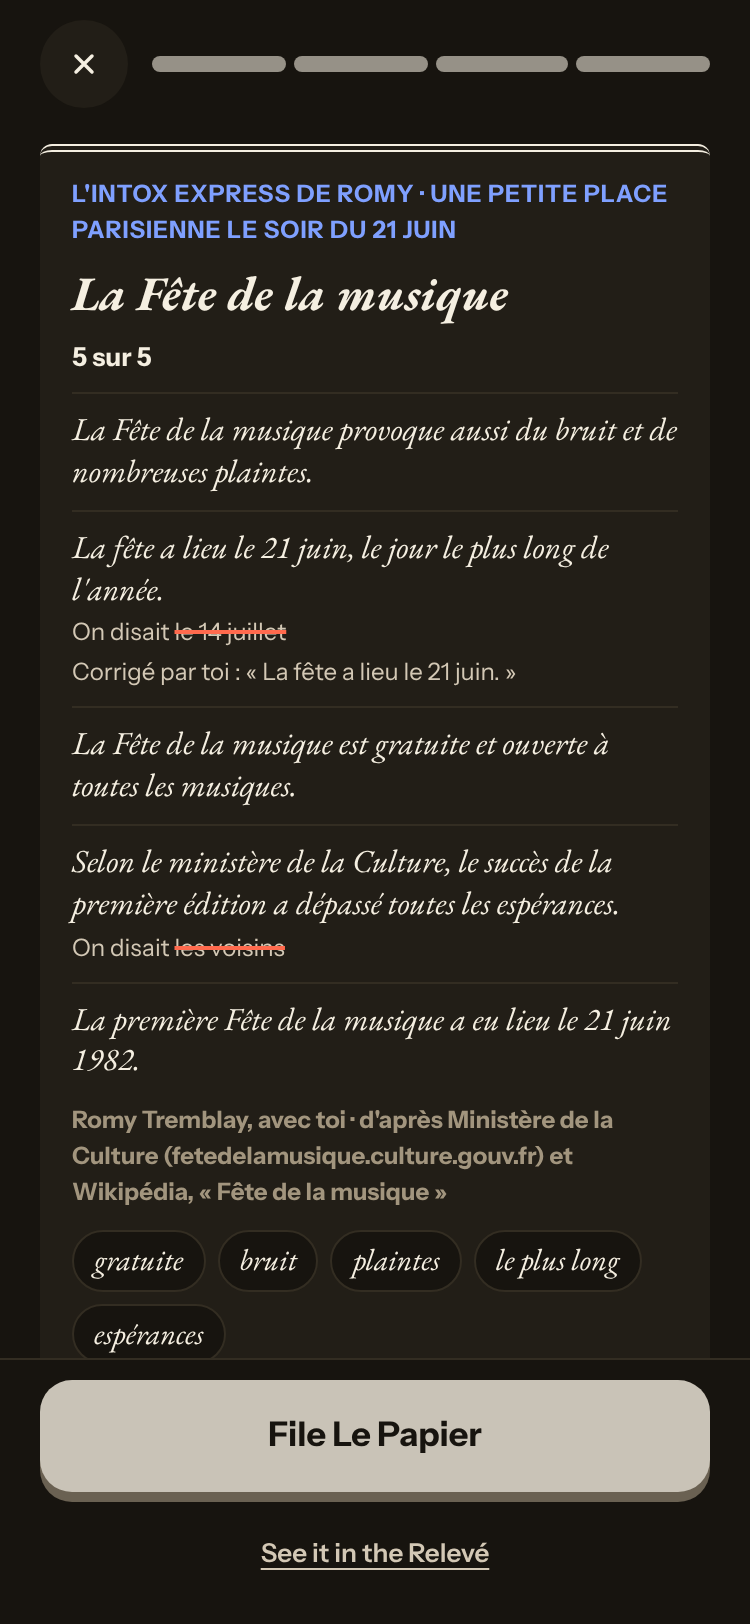 L'INTOX EXPRESS DE ROMY · UNE PETITE PLACE
PARISIENNE LE SOIR DU 21 JUIN
La Fête de la musique
5 sur 5
La Fête de la musique provoque aussi du bruit et de
nombreuses plaintes.
La fête a lieu le 21 juin, le jour le plus long de
l'année.
On disait le 14 juillet
Corrigé par toi : « La fête a lieu le 21 juin. »
La Fête de la musique est gratuite et ouverte à
toutes les musiques.
Selon le ministère de la Culture, le succès de la
première édition a dépassé toutes les espérances.
On disait les voisins
La première Fête de la musique a eu lieu le 21 juin
1982.
Romy Tremblay, avec toi · d'après Ministère de la
Culture (fetedelamusique.culture.gouv.fr) et
Wikipédia, « Fête de la musique »
gratuite bruit plaintes le plus long
espérances
File Le Papier
See it in the Relevé